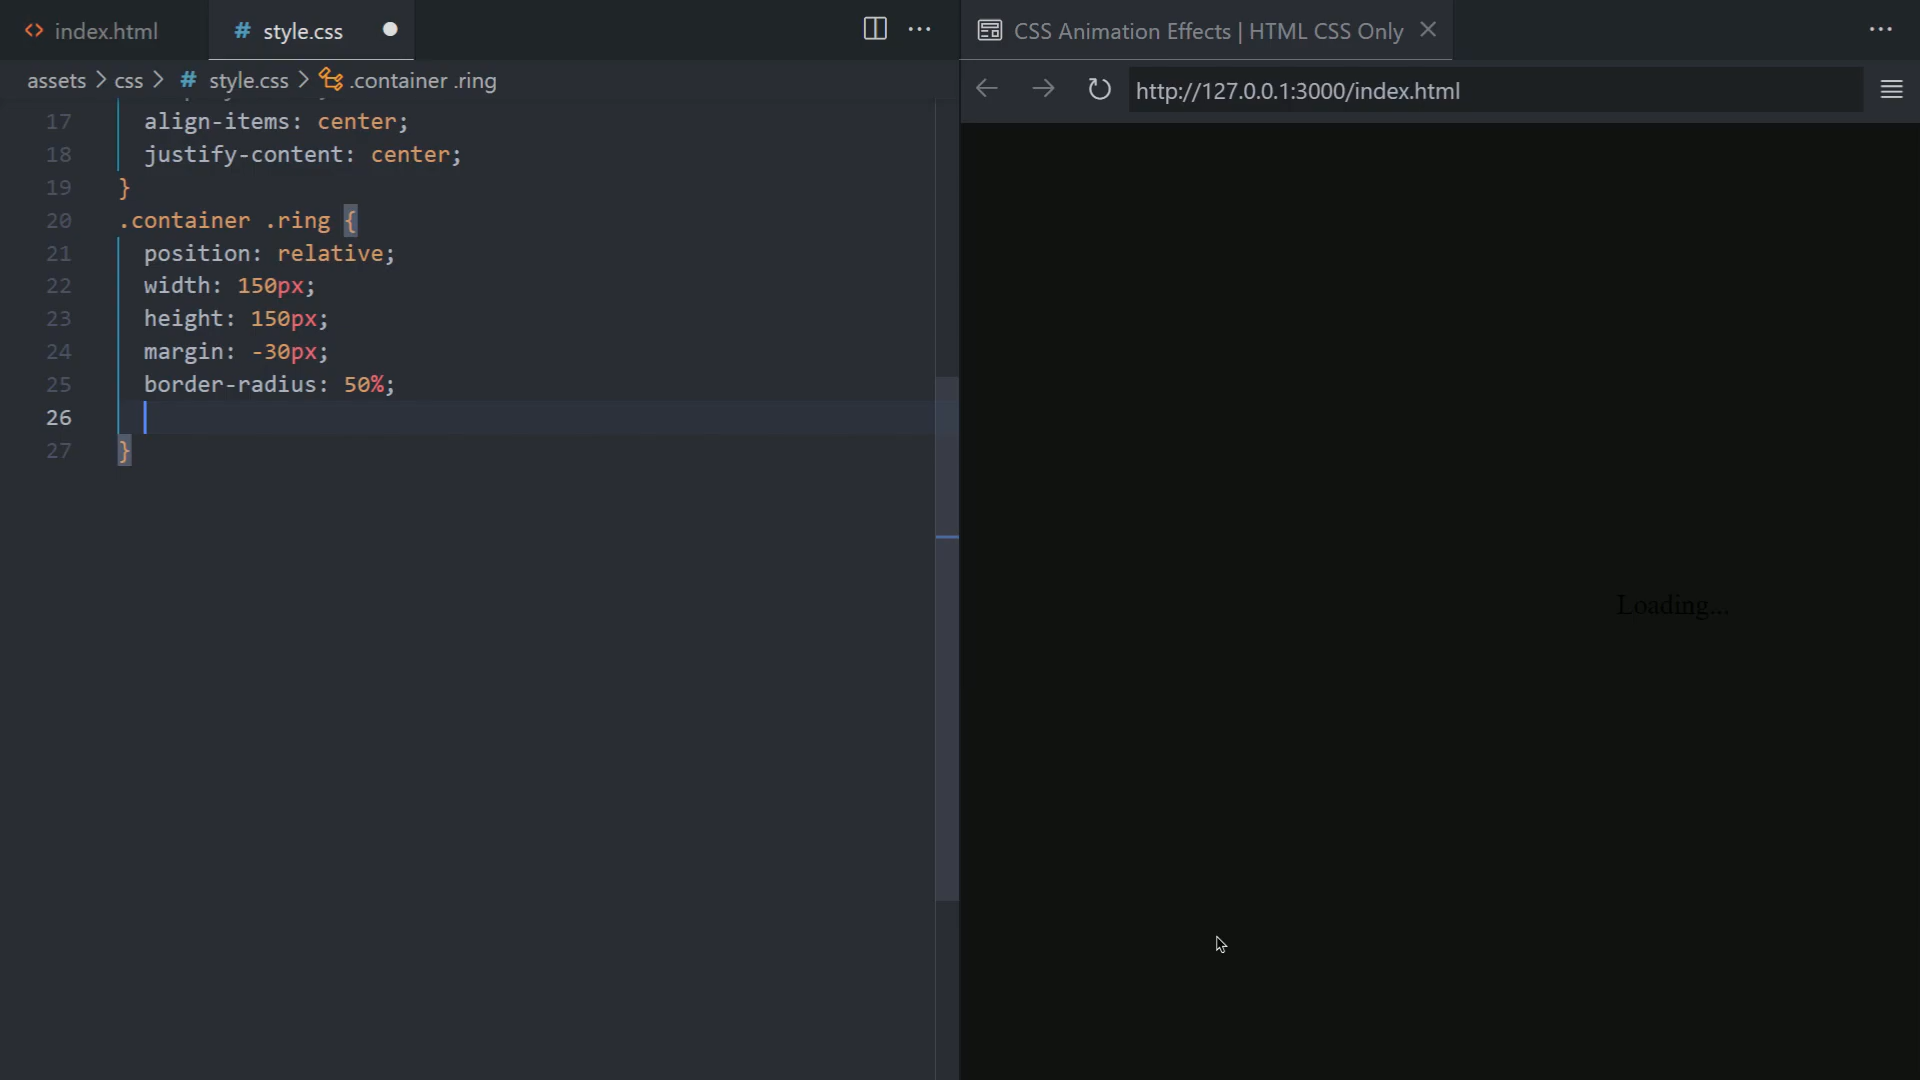 index.html
# style.css
CSS Animation Effects | HTML CSS Only
assets > css > # style.css > .container .ring
http://127.0.0.1:3000/index.html
17 align-items: center;
18 justify-content: center;
19 }
20 .container .ring {
21 position: relative;
22 width: 150px;
23 height: 150px;
24 margin: -30px;
25 border-radius: 50%;
26
27 }
Loading...